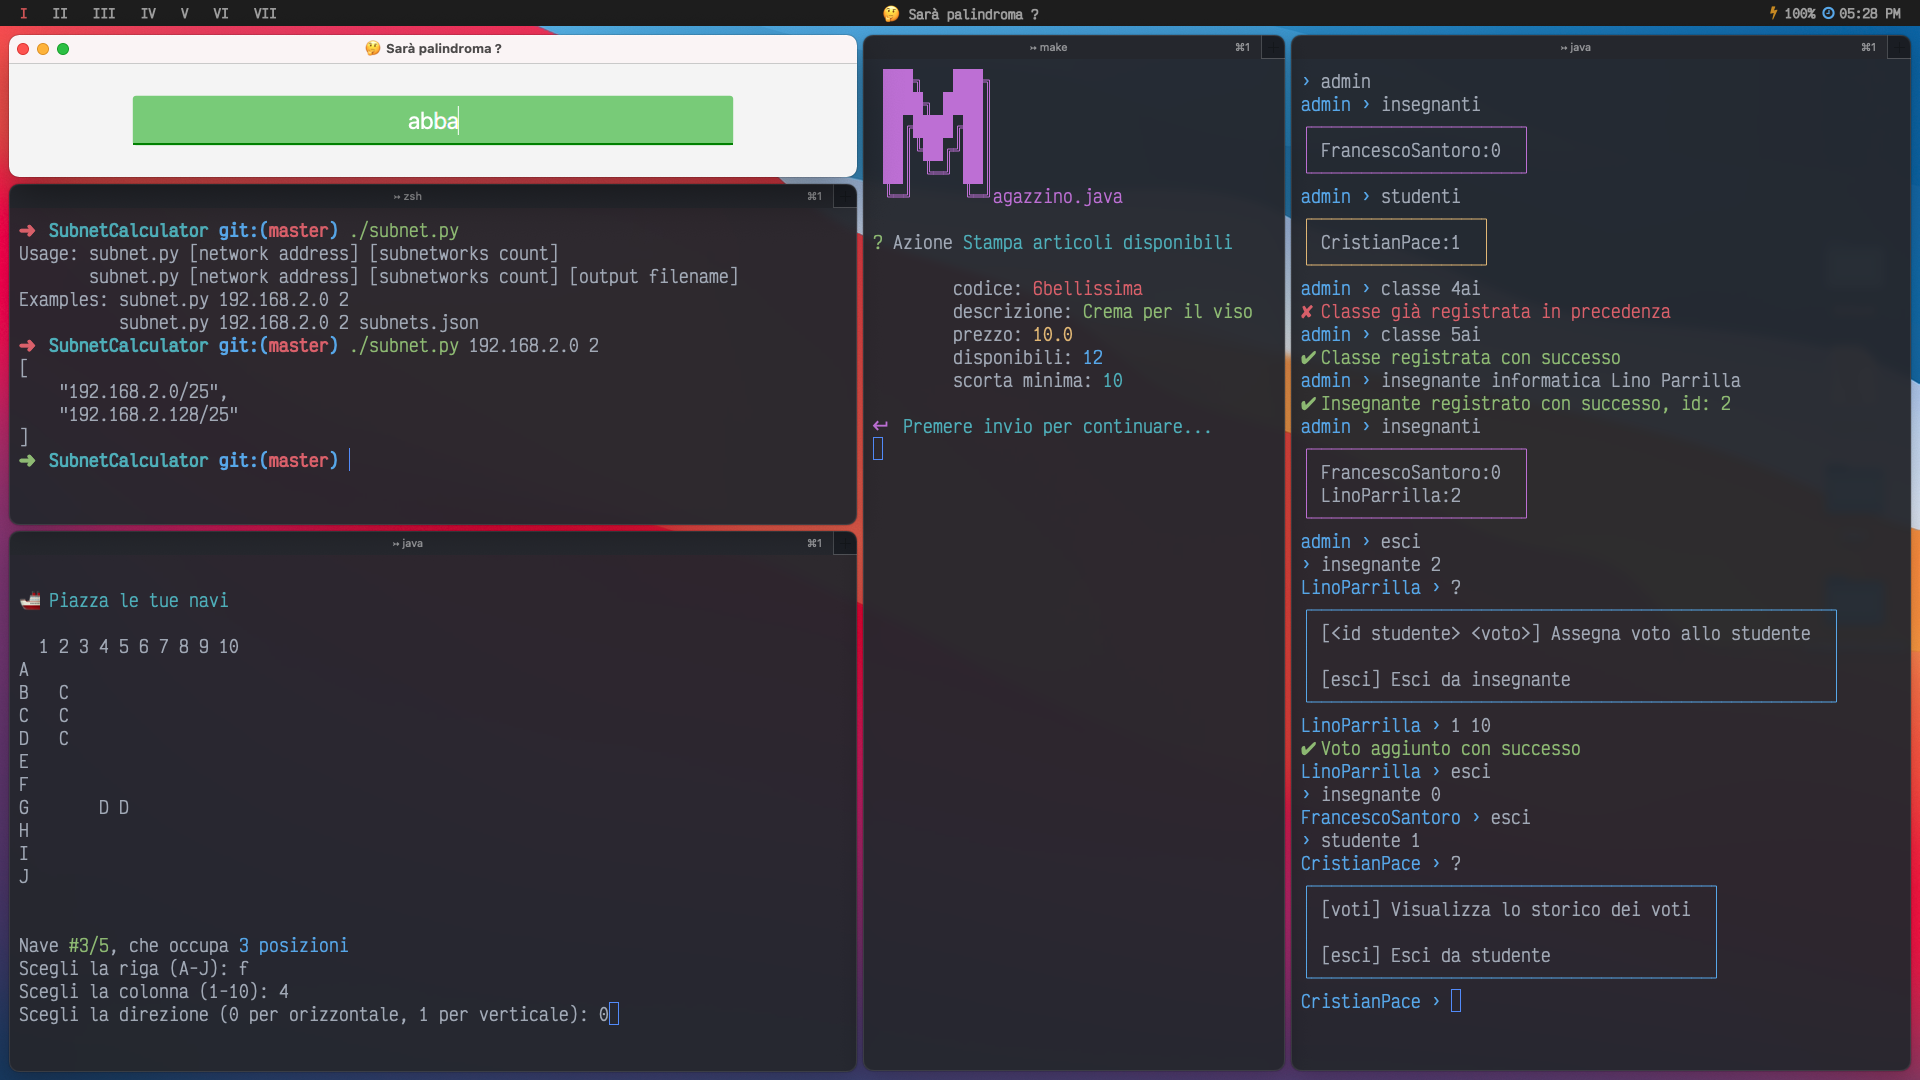 I II III IV V VI VII
🤔 Sarà palindroma ?
100% 05:28 PM
🤔 Sarà palindroma ?
abba
zsh ⌘1
➜ SubnetCalculator git:(master) ./subnet.py
Usage: subnet.py [network address] [subnetworks count]
subnet.py [network address] [subnetworks count] [output filename]
Examples: subnet.py 192.168.2.0 2
subnet.py 192.168.2.0 2 subnets.json
➜ SubnetCalculator git:(master) ./subnet.py 192.168.2.0 2
[
"192.168.2.0/25",
"192.168.2.128/25"
]
➜ SubnetCalculator git:(master)
java ⌘1
Piazza le tue navi
1 2 3 4 5 6 7 8 9 10
A
B C
C C
D C
E
F
G D D
H
I
J
Nave #3/5, che occupa 3 posizioni
Scegli la riga (A-J): f
Scegli la colonna (1-10): 4
Scegli la direzione (0 per orizzontale, 1 per verticale): 0
make ⌘1
M
agazzino.java
? Azione Stampa articoli disponibili
codice: 6bellissima
descrizione: Crema per il viso
prezzo: 10.0
disponibili: 12
scorta minima: 10
↵ Premere invio per continuare...
java ⌘1
› admin
admin › insegnanti
FrancescoSantoro:0
admin › studenti
CristianPace:1
admin › classe 4ai
✘ Classe già registrata in precedenza
admin › classe 5ai
✔ Classe registrata con successo
admin › insegnante informatica Lino Parrilla
✔ Insegnante registrato con successo, id: 2
admin › insegnanti
FrancescoSantoro:0
LinoParrilla:2
admin › esci
› insegnante 2
LinoParrilla › ?
[<id studente> <voto>] Assegna voto allo studente
[esci] Esci da insegnante
LinoParrilla › 1 10
✔ Voto aggiunto con successo
LinoParrilla › esci
› insegnante 0
FrancescoSantoro › esci
› studente 1
CristianPace › ?
[voti] Visualizza lo storico dei voti
[esci] Esci da studente
CristianPace ›